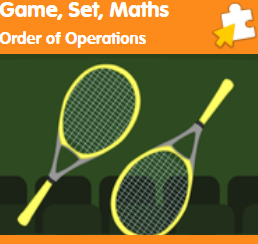 Game, Set, Maths
Order of Operations